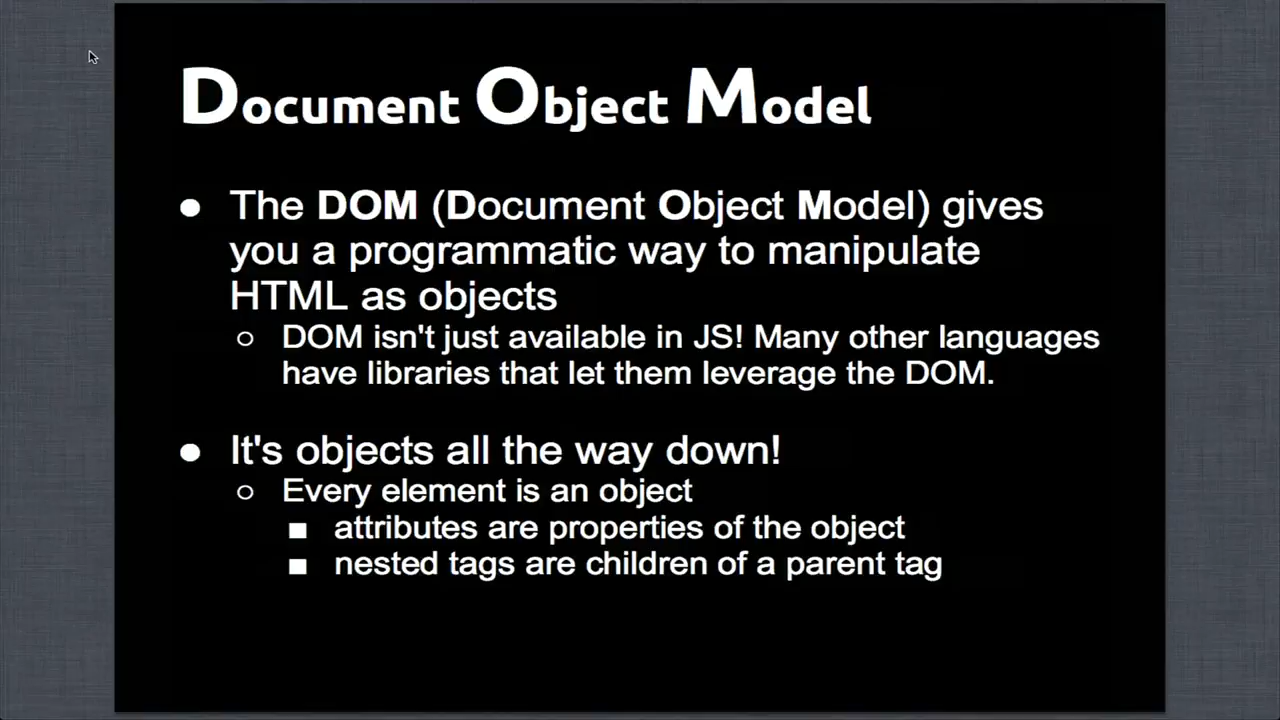 Document Object Model
● The DOM (Document Object Model) gives
you a programmatic way to manipulate
HTML as objects
○ DOM isn't just available in JS! Many other languages
have libraries that let them leverage the DOM.
● It's objects all the way down!
○ Every element is an object
■ attributes are properties of the object
■ nested tags are children of a parent tag